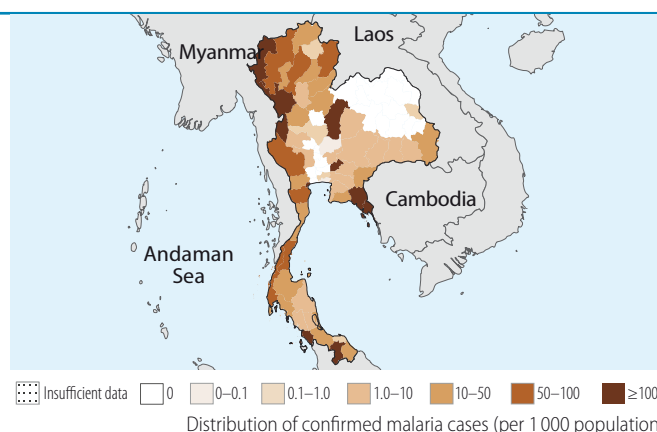 Laos
Myanmar
Cambodia
Andaman
Sea
Insufficient data 0 0–0.1 0.1–1.0 1.0–10 10–50 50–100 ≥100
Distribution of confirmed malaria cases (per 1 000 population